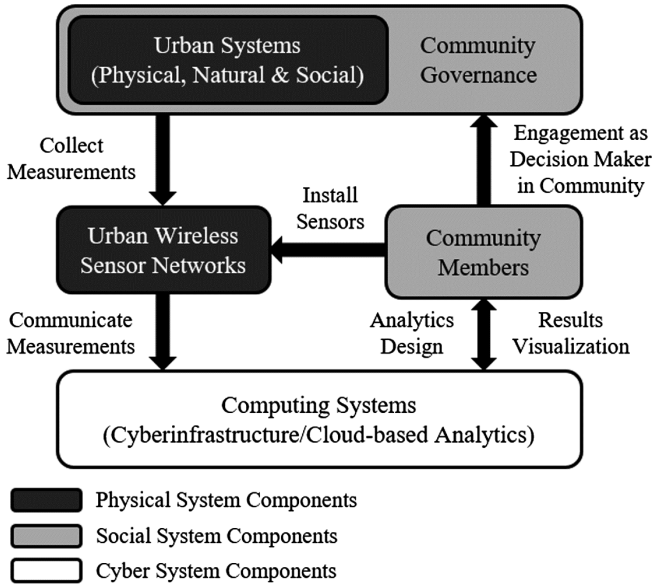 Urban Systems
(Physical, Natural & Social)
Community
Governance
Collect
Measurements
Engagement as
Decision Maker
in Community
Install
Sensors
Urban Wireless
Sensor Networks
Community
Members
Communicate
Measurements
Analytics
Design
Results
Visualization
Computing Systems
(Cyberinfrastructure/Cloud-based Analytics)
Physical System Components
Social System Components
Cyber System Components